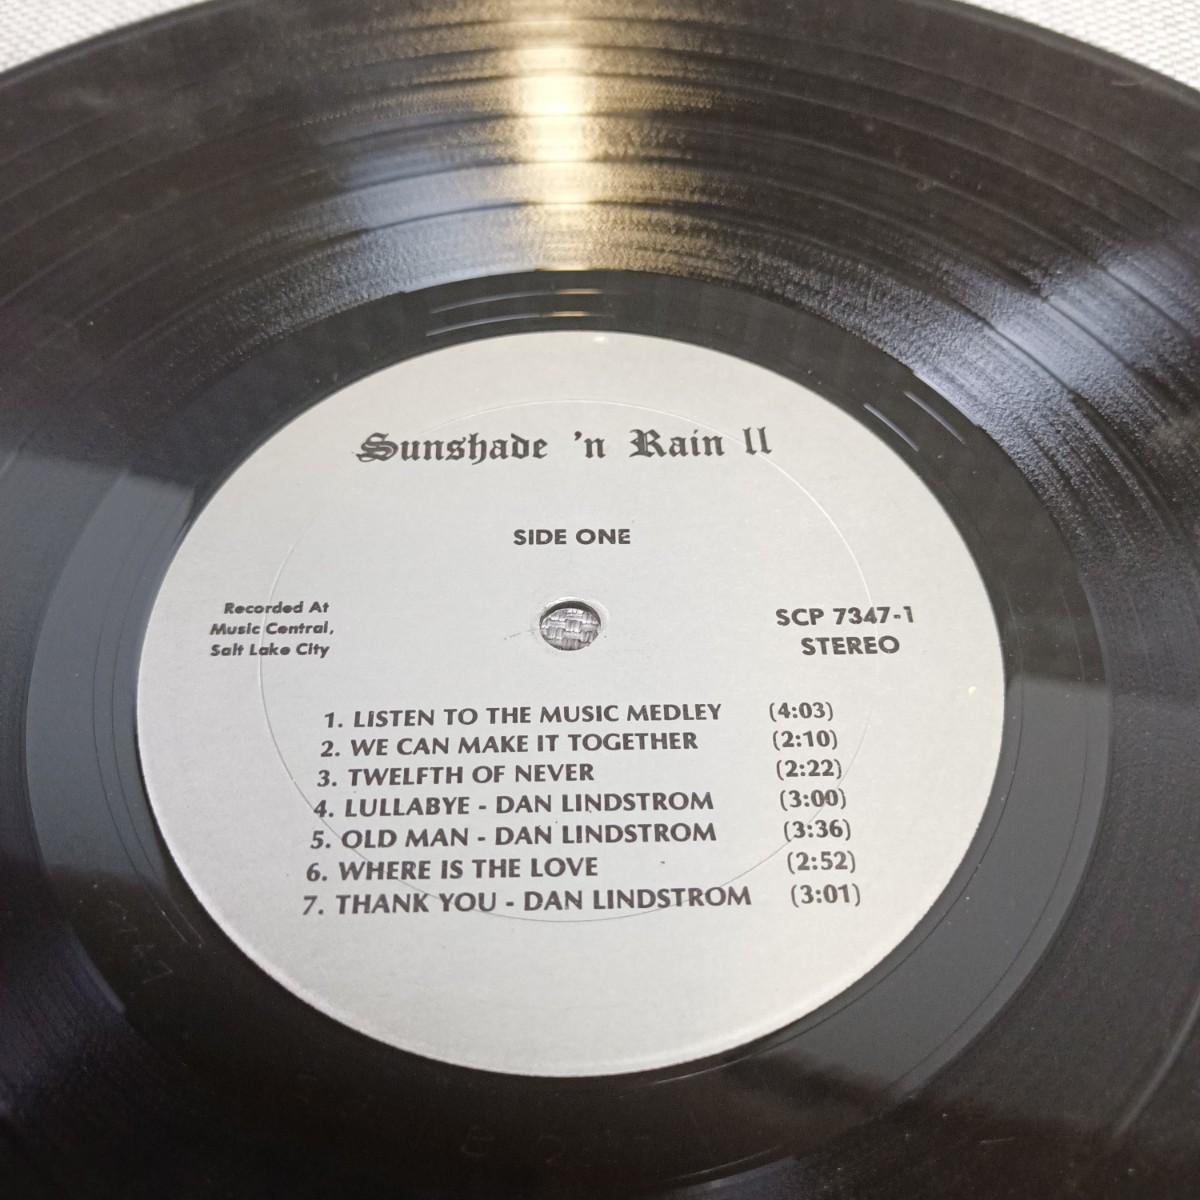 Sunshade 'n Rain II
SIDE ONE
Recorded At
Music Central,
Salt Lake City
SCP 7347-1
STEREO
1. LISTEN TO THE MUSIC MEDLEY (4:03)
2. WE CAN MAKE IT TOGETHER (2:10)
3. TWELFTH OF NEVER (2:22)
4. LULLABYE - DAN LINDSTROM (3:00)
5. OLD MAN - DAN LINDSTROM (3:36)
6. WHERE IS THE LOVE (2:52)
7. THANK YOU - DAN LINDSTROM (3:01)